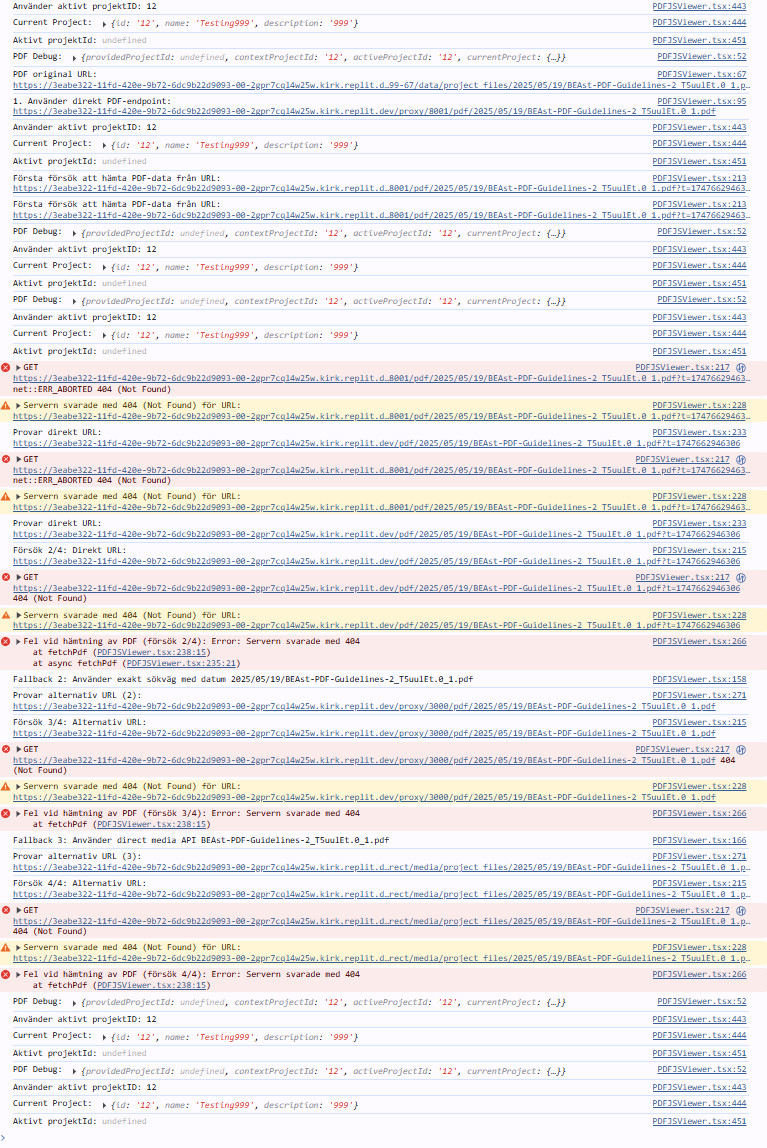 Använder aktivt projektID: 12 PDFJSViewer.tsx:443
Current Project: ▶ {id: '12', name: 'Testing999', description: '999'} PDFJSViewer.tsx:444
Aktivt projektId: undefined PDFJSViewer.tsx:451
PDF Debug: ▶ {providedProjectId: undefined, contextProjectId: '12', activeProjectId: '12', currentProject: {…}} PDFJSViewer.tsx:52
PDF original URL: PDFJSViewer.tsx:67
https://3eabe322-11fd-420e-9b72-6dc9b22d9093-00-2gpr7cql4w25w.kirk.replit.d…99-67/data/project_files/2025/05/19/BEAst-PDF-Guidelines-2_T5uulEt.0_1.p…
1. Använder direkt PDF-endpoint: PDFJSViewer.tsx:95
https://3eabe322-11fd-420e-9b72-6dc9b22d9093-00-2gpr7cql4w25w.kirk.replit.dev/proxy/8001/pdf/2025/05/19/BEAst-PDF-Guidelines-2_T5uulEt.0_1.pdf
Använder aktivt projektID: 12 PDFJSViewer.tsx:443
Current Project: ▶ {id: '12', name: 'Testing999', description: '999'} PDFJSViewer.tsx:444
Aktivt projektId: undefined PDFJSViewer.tsx:451
Första försök att hämta PDF-data från URL: PDFJSViewer.tsx:213
https://3eabe322-11fd-420e-9b72-6dc9b22d9093-00-2gpr7cql4w25w.kirk.replit.d…8001/pdf/2025/05/19/BEAst-PDF-Guidelines-2_T5uulEt.0_1.pdf?t=17476629463…
Första försök att hämta PDF-data från URL: PDFJSViewer.tsx:213
https://3eabe322-11fd-420e-9b72-6dc9b22d9093-00-2gpr7cql4w25w.kirk.replit.d…8001/pdf/2025/05/19/BEAst-PDF-Guidelines-2_T5uulEt.0_1.pdf?t=17476629463…
PDF Debug: ▶ {providedProjectId: undefined, contextProjectId: '12', activeProjectId: '12', currentProject: {…}} PDFJSViewer.tsx:52
Använder aktivt projektID: 12 PDFJSViewer.tsx:443
Current Project: ▶ {id: '12', name: 'Testing999', description: '999'} PDFJSViewer.tsx:444
Aktivt projektId: undefined PDFJSViewer.tsx:451
PDF Debug: ▶ {providedProjectId: undefined, contextProjectId: '12', activeProjectId: '12', currentProject: {…}} PDFJSViewer.tsx:52
Använder aktivt projektID: 12 PDFJSViewer.tsx:443
Current Project: ▶ {id: '12', name: 'Testing999', description: '999'} PDFJSViewer.tsx:444
Aktivt projektId: undefined PDFJSViewer.tsx:451
▶GET PDFJSViewer.tsx:217
https://3eabe322-11fd-420e-9b72-6dc9b22d9093-00-2gpr7cql4w25w.kirk.replit.d…8001/pdf/2025/05/19/BEAst-PDF-Guidelines-2_T5uulEt.0_1.pdf?t=17476629463…
net::ERR_ABORTED 404 (Not Found)
▶Servern svarade med 404 (Not Found) för URL: PDFJSViewer.tsx:228
https://3eabe322-11fd-420e-9b72-6dc9b22d9093-00-2gpr7cql4w25w.kirk.replit.d…8001/pdf/2025/05/19/BEAst-PDF-Guidelines-2_T5uulEt.0_1.pdf?t=17476629463…
Provar direkt URL: PDFJSViewer.tsx:233
https://3eabe322-11fd-420e-9b72-6dc9b22d9093-00-2gpr7cql4w25w.kirk.replit.dev/pdf/2025/05/19/BEAst-PDF-Guidelines-2_T5uulEt.0_1.pdf?t=1747662946306
▶GET PDFJSViewer.tsx:217
https://3eabe322-11fd-420e-9b72-6dc9b22d9093-00-2gpr7cql4w25w.kirk.replit.d…8001/pdf/2025/05/19/BEAst-PDF-Guidelines-2_T5uulEt.0_1.pdf?t=17476629463…
net::ERR_ABORTED 404 (Not Found)
▶Servern svarade med 404 (Not Found) för URL: PDFJSViewer.tsx:228
https://3eabe322-11fd-420e-9b72-6dc9b22d9093-00-2gpr7cql4w25w.kirk.replit.d…8001/pdf/2025/05/19/BEAst-PDF-Guidelines-2_T5uulEt.0_1.pdf?t=17476629463…
Provar direkt URL: PDFJSViewer.tsx:233
https://3eabe322-11fd-420e-9b72-6dc9b22d9093-00-2gpr7cql4w25w.kirk.replit.dev/pdf/2025/05/19/BEAst-PDF-Guidelines-2_T5uulEt.0_1.pdf?t=1747662946306
Försök 2/4: Direkt URL: PDFJSViewer.tsx:215
https://3eabe322-11fd-420e-9b72-6dc9b22d9093-00-2gpr7cql4w25w.kirk.replit.dev/pdf/2025/05/19/BEAst-PDF-Guidelines-2_T5uulEt.0_1.pdf?t=1747662946306
▶GET PDFJSViewer.tsx:217
https://3eabe322-11fd-420e-9b72-6dc9b22d9093-00-2gpr7cql4w25w.kirk.replit.dev/pdf/2025/05/19/BEAst-PDF-Guidelines-2_T5uulEt.0_1.pdf?t=1747662946306
404 (Not Found)
▶Servern svarade med 404 (Not Found) för URL: PDFJSViewer.tsx:228
https://3eabe322-11fd-420e-9b72-6dc9b22d9093-00-2gpr7cql4w25w.kirk.replit.dev/pdf/2025/05/19/BEAst-PDF-Guidelines-2_T5uulEt.0_1.pdf?t=1747662946306
▶Fel vid hämtning av PDF (försök 2/4): Error: Servern svarade med 404 PDFJSViewer.tsx:266
at fetchPdf (PDFJSViewer.tsx:238:15)
at async fetchPdf (PDFJSViewer.tsx:235:21)
Fallback 2: Använder exakt sökväg med datum 2025/05/19/BEAst-PDF-Guidelines-2_T5uulEt.0_1.pdf PDFJSViewer.tsx:158
Provar alternativ URL (2): PDFJSViewer.tsx:271
https://3eabe322-11fd-420e-9b72-6dc9b22d9093-00-2gpr7cql4w25w.kirk.replit.dev/proxy/3000/pdf/2025/05/19/BEAst-PDF-Guidelines-2_T5uulEt.0_1.pdf
Försök 3/4: Alternativ URL: PDFJSViewer.tsx:215
https://3eabe322-11fd-420e-9b72-6dc9b22d9093-00-2gpr7cql4w25w.kirk.replit.dev/proxy/3000/pdf/2025/05/19/BEAst-PDF-Guidelines-2_T5uulEt.0_1.pdf
▶GET PDFJSViewer.tsx:217
https://3eabe322-11fd-420e-9b72-6dc9b22d9093-00-2gpr7cql4w25w.kirk.replit.dev/proxy/3000/pdf/2025/05/19/BEAst-PDF-Guidelines-2_T5uulEt.0_1.pdf 404
(Not Found)
▶Servern svarade med 404 (Not Found) för URL: PDFJSViewer.tsx:228
https://3eabe322-11fd-420e-9b72-6dc9b22d9093-00-2gpr7cql4w25w.kirk.replit.dev/proxy/3000/pdf/2025/05/19/BEAst-PDF-Guidelines-2_T5uulEt.0_1.pdf
▶Fel vid hämtning av PDF (försök 3/4): Error: Servern svarade med 404 PDFJSViewer.tsx:266
at fetchPdf (PDFJSViewer.tsx:238:15)
Fallback 3: Använder direct media API BEAst-PDF-Guidelines-2_T5uulEt.0_1.pdf PDFJSViewer.tsx:166
Provar alternativ URL (3): PDFJSViewer.tsx:271
https://3eabe322-11fd-420e-9b72-6dc9b22d9093-00-2gpr7cql4w25w.kirk.replit.d…rect/media/project_files/2025/05/19/BEAst-PDF-Guidelines-2_T5uulEt.0_1.p…
Försök 4/4: Alternativ URL: PDFJSViewer.tsx:215
https://3eabe322-11fd-420e-9b72-6dc9b22d9093-00-2gpr7cql4w25w.kirk.replit.d…rect/media/project_files/2025/05/19/BEAst-PDF-Guidelines-2_T5uulEt.0_1.p…
▶GET PDFJSViewer.tsx:217
https://3eabe322-11fd-420e-9b72-6dc9b22d9093-00-2gpr7cql4w25w.kirk.replit.d…rect/media/project_files/2025/05/19/BEAst-PDF-Guidelines-2_T5uulEt.0_1.p…
404 (Not Found)
▶Servern svarade med 404 (Not Found) för URL: PDFJSViewer.tsx:228
https://3eabe322-11fd-420e-9b72-6dc9b22d9093-00-2gpr7cql4w25w.kirk.replit.d…rect/media/project_files/2025/05/19/BEAst-PDF-Guidelines-2_T5uulEt.0_1.p…
▶Fel vid hämtning av PDF (försök 4/4): Error: Servern svarade med 404 PDFJSViewer.tsx:266
at fetchPdf (PDFJSViewer.tsx:238:15)
PDF Debug: ▶ {providedProjectId: undefined, contextProjectId: '12', activeProjectId: '12', currentProject: {…}} PDFJSViewer.tsx:52
Använder aktivt projektID: 12 PDFJSViewer.tsx:443
Current Project: ▶ {id: '12', name: 'Testing999', description: '999'} PDFJSViewer.tsx:444
Aktivt projektId: undefined PDFJSViewer.tsx:451
PDF Debug: ▶ {providedProjectId: undefined, contextProjectId: '12', activeProjectId: '12', currentProject: {…}} PDFJSViewer.tsx:52
Använder aktivt projektID: 12 PDFJSViewer.tsx:443
Current Project: ▶ {id: '12', name: 'Testing999', description: '999'} PDFJSViewer.tsx:444
Aktivt projektId: undefined PDFJSViewer.tsx:451
>